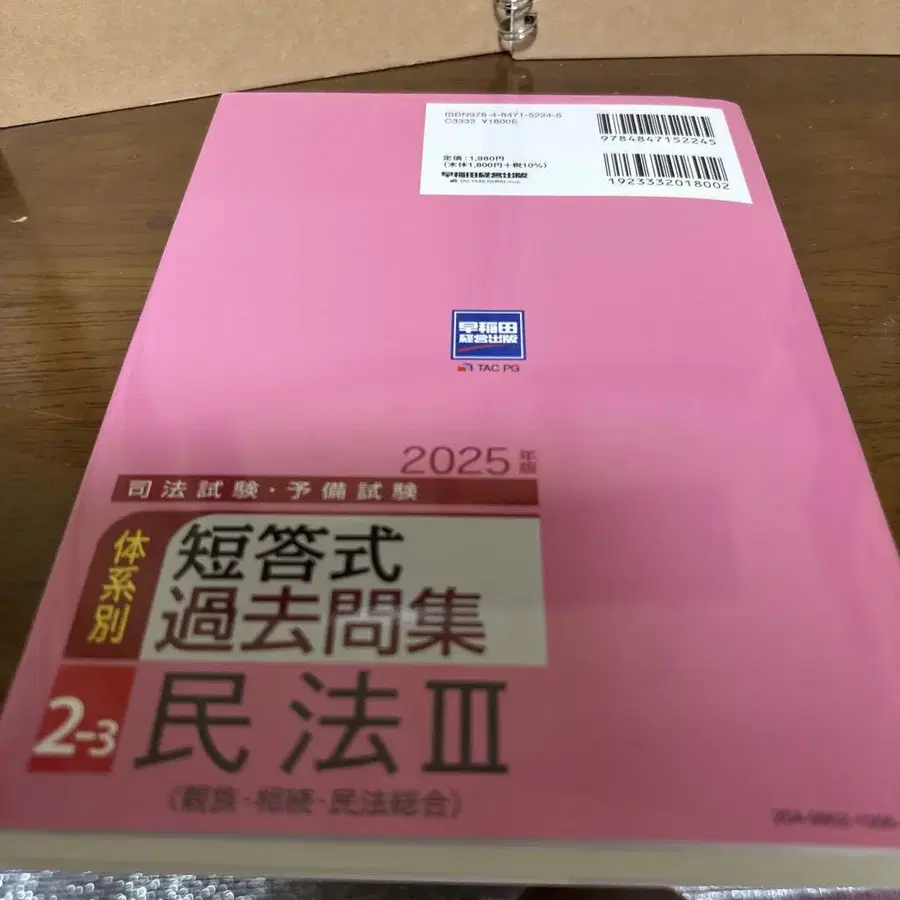 ISBN978-4-8471-5224-5
C3332 ¥1800E
定価：1,980円
（本体1,800円＋税10%）
早稲田経営出版
TAC PUBLISHING
9784847152245
1923332018002
早稲田
経営出版
TAC PG
2025年版
司法試験・予備試験
体系別
短答式
過去問集
2-3
民法Ⅲ
（親族・相続・民法総合）